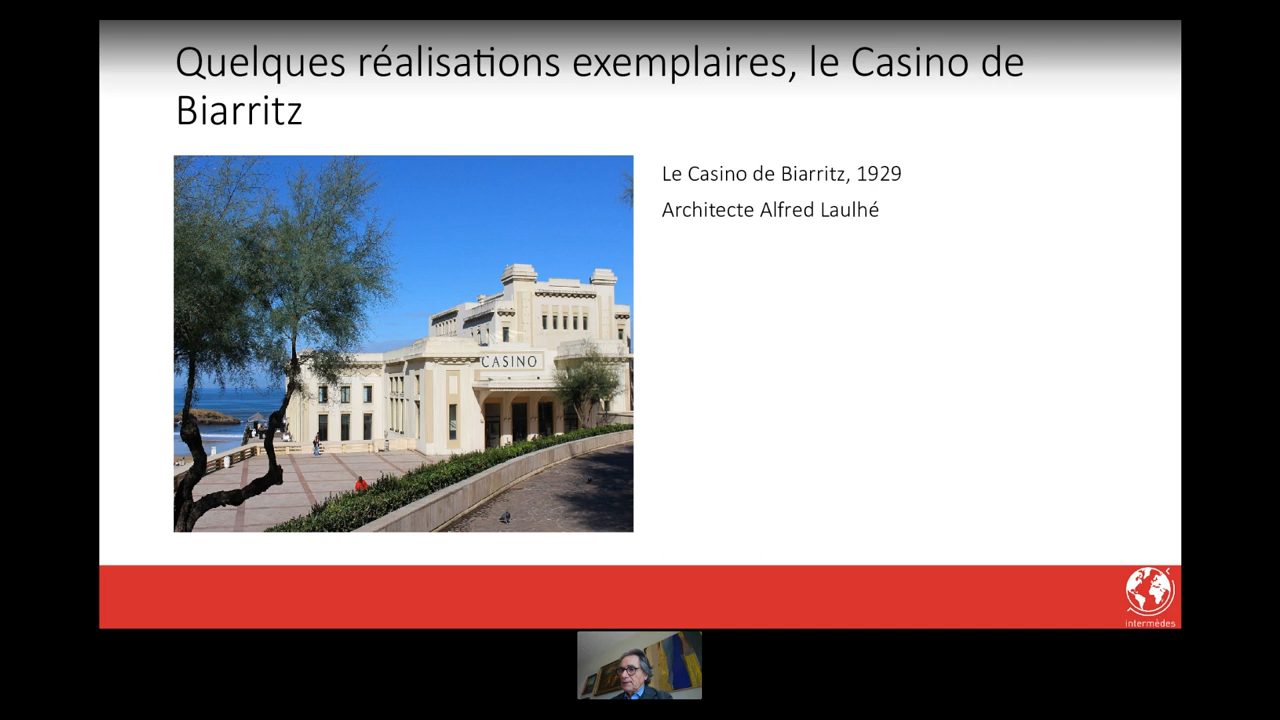 Quelques réalisations exemplaires, le Casino de
Biarritz
Le Casino de Biarritz, 1929
Architecte Alfred Laulhé
CASINO
intermèdes